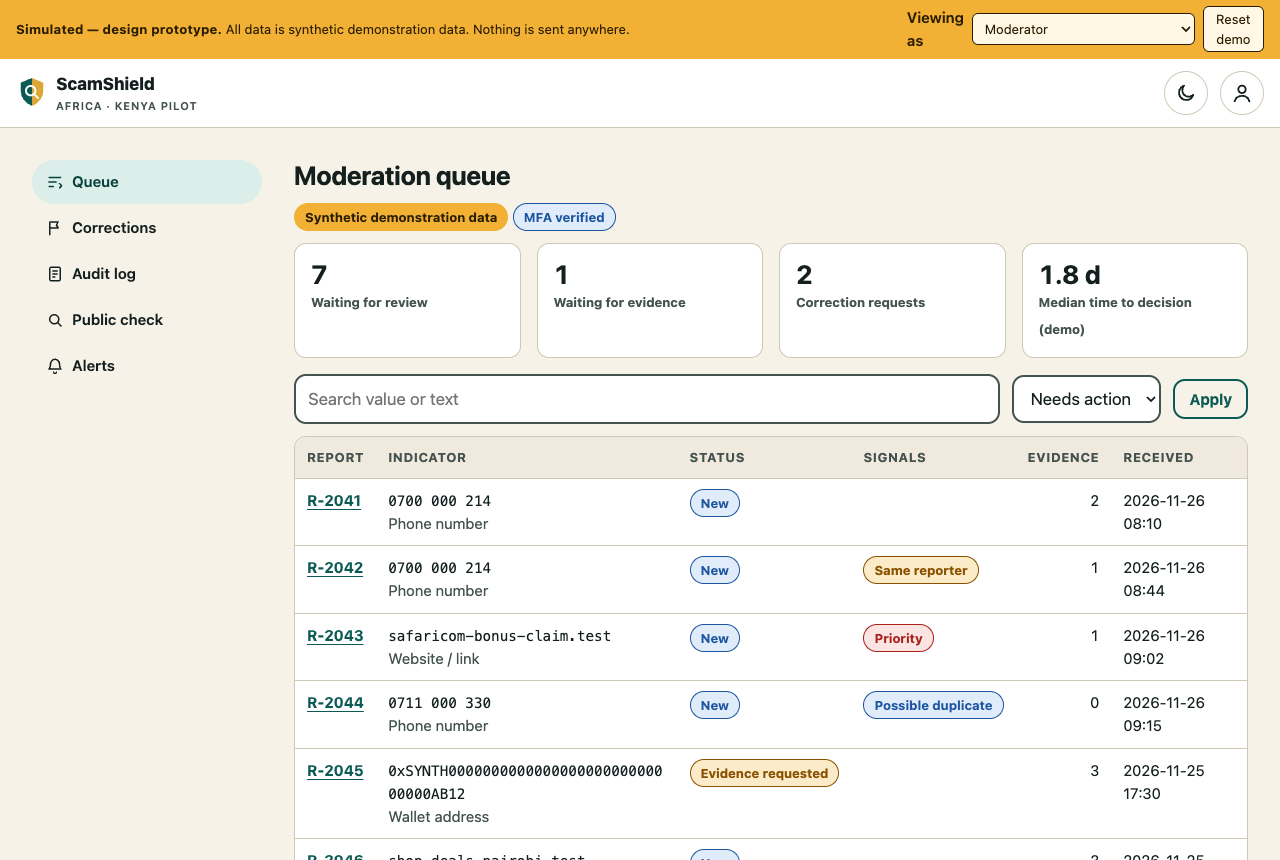 Simulated — design prototype. All data is synthetic demonstration data. Nothing is sent anywhere.
Viewing as
Moderator
Reset demo
ScamShield
AFRICA · KENYA PILOT
Queue
Corrections
Audit log
Public check
Alerts
Moderation queue
Synthetic demonstration data
MFA verified
7
Waiting for review
1
Waiting for evidence
2
Correction requests
1.8 d
Median time to decision
(demo)
Search value or text
Needs action
Apply
REPORT INDICATOR STATUS SIGNALS EVIDENCE RECEIVED
R-2041 0700 000 214 New 2 2026-11-26
Phone number 08:10
R-2042 0700 000 214 New Same reporter 1 2026-11-26
Phone number 08:44
R-2043 safaricom-bonus-claim.test New Priority 1 2026-11-26
Website / link 09:02
R-2044 0711 000 330 New Possible duplicate 0 2026-11-26
Phone number 09:15
R-2045 0xSYNTH00000000000000000000000000 Evidence requested 3 2026-11-25
00000AB12 17:30
Wallet address